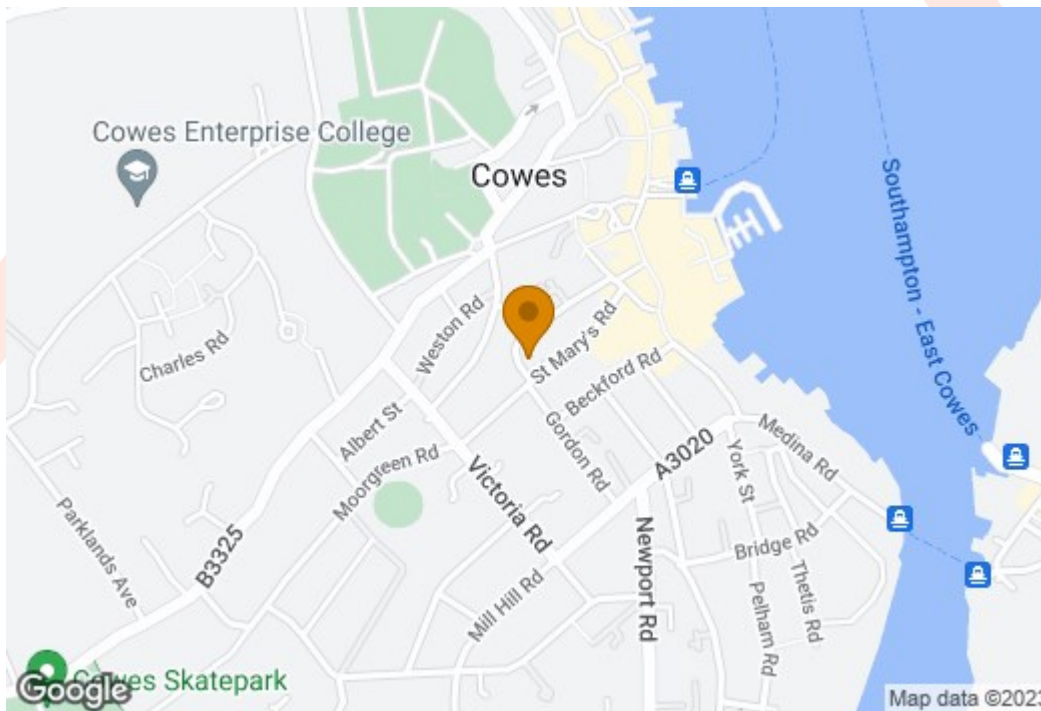 Cowes Enterprise College
Cowes
Southampton - East Cowes
Charles Rd
Weston Rd
St Mary's Rd
Beckford Rd
Albert St
Gordon Rd
Moorgreen Rd
A3020
Medina Rd
York St
Victoria Rd
Parklands Ave
B3325
Newport Rd
Bridge Rd
Thetis Rd
Mill Hill Rd
Pelham Rd
Cowes Skatepark
Google
Map data ©2023